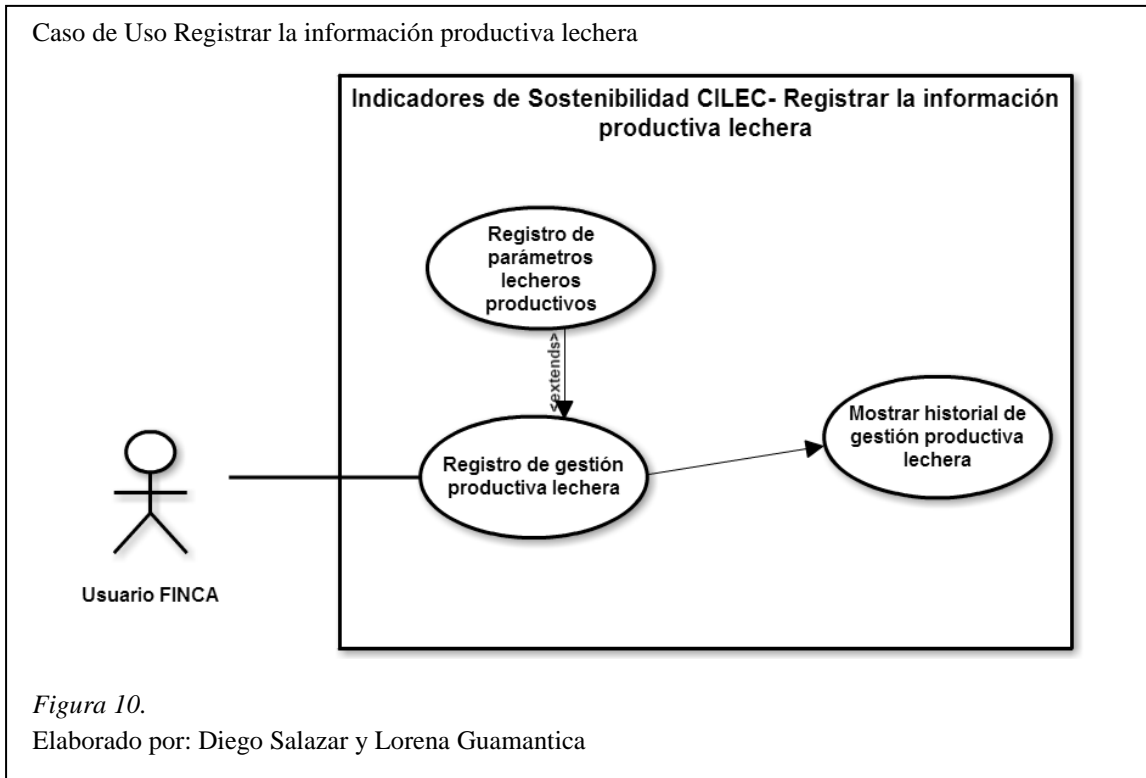 Caso de Uso Registrar la información productiva lechera
Indicadores de Sostenibilidad CILEC- Registrar la información
productiva lechera
Registro de
parámetros
lecheros
productivos
<extends>
Registro de gestión
productiva lechera
Mostrar historial de
gestión productiva
lechera
Usuario FINCA
Figura 10.
Elaborado por: Diego Salazar y Lorena Guamantica